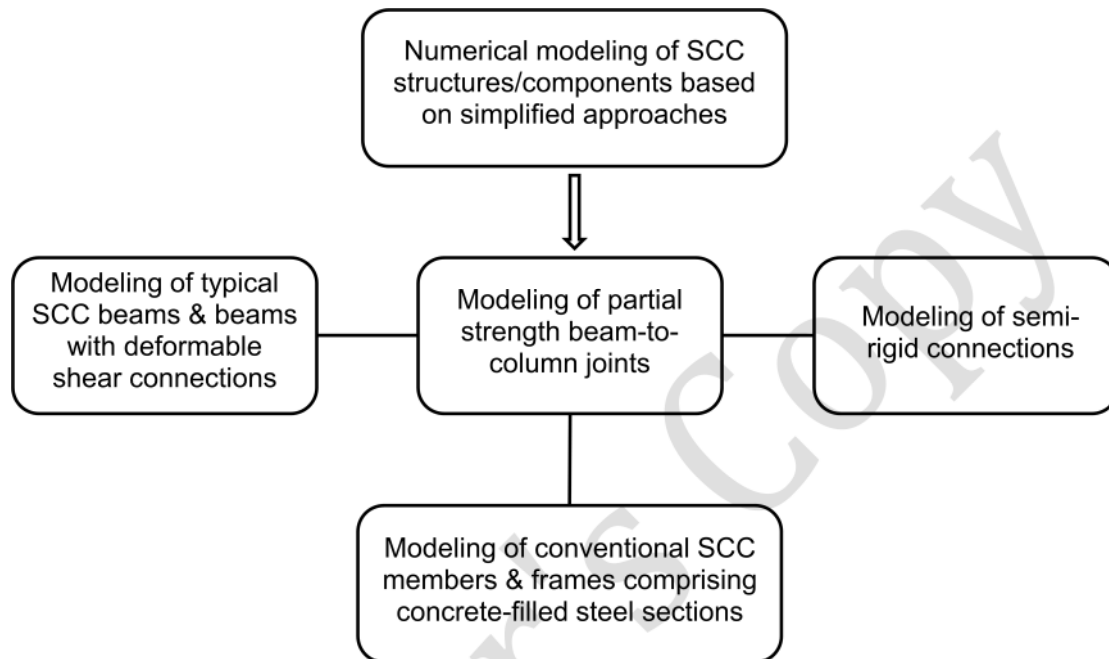 Numerical modeling of SCC
structures/components based
on simplified approaches
Modeling of typical
SCC beams & beams
with deformable
shear connections
Modeling of partial
strength beam-to-
column joints
Modeling of semi-
rigid connections
Modeling of conventional SCC
members & frames comprising
concrete-filled steel sections
r's Copy